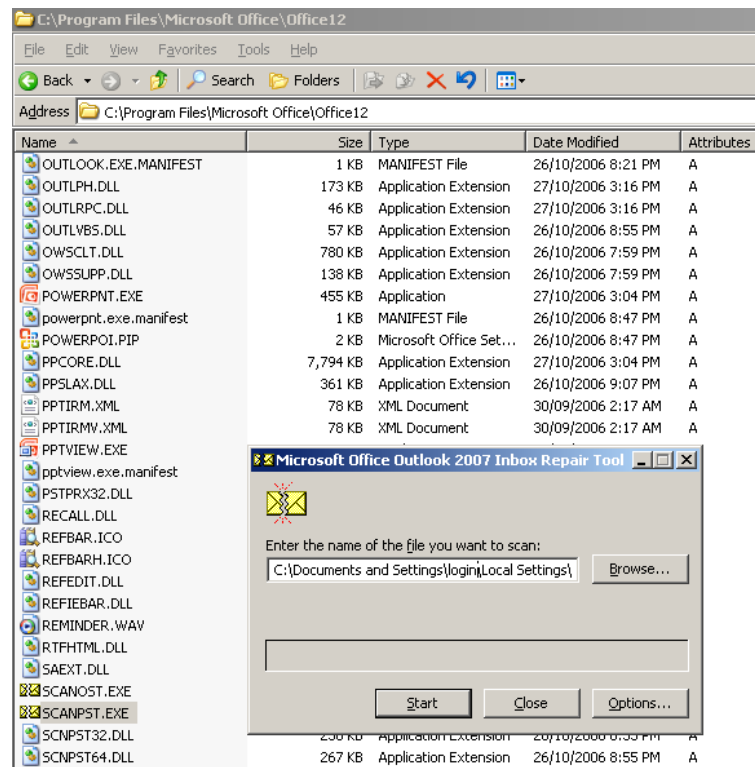 C:\Program Files\Microsoft Office\Office12
File Edit View Favorites Tools Help
Back Search Folders
Address C:\Program Files\Microsoft Office\Office12
Name Size Type Date Modified Attributes
OUTLOOK.EXE.MANIFEST 1 KB MANIFEST File 26/10/2006 8:21 PM A
OUTLPH.DLL 173 KB Application Extension 27/10/2006 3:16 PM A
OUTLRPC.DLL 46 KB Application Extension 27/10/2006 3:16 PM A
OUTLVBS.DLL 57 KB Application Extension 26/10/2006 8:55 PM A
OWSCLT.DLL 780 KB Application Extension 26/10/2006 7:59 PM A
OWSSUPP.DLL 138 KB Application Extension 26/10/2006 7:59 PM A
POWERPNT.EXE 455 KB Application 27/10/2006 3:04 PM A
powerpnt.exe.manifest 1 KB MANIFEST File 26/10/2006 8:47 PM A
POWERPOI.PIP 2 KB Microsoft Office Set... 26/10/2006 8:47 PM A
PPCORE.DLL 7,794 KB Application Extension 27/10/2006 3:04 PM A
PPSLAX.DLL 361 KB Application Extension 26/10/2006 9:07 PM A
PPTIRM.XML 78 KB XML Document 30/09/2006 2:17 AM A
PPTIRMV.XML 78 KB XML Document 30/09/2006 2:17 AM A
PPTVIEW.EXE
pptview.exe.manifest
PSTPRX32.DLL
RECALL.DLL
REFBAR.ICO
REFBARH.ICO
REFEDIT.DLL
REFIEBAR.DLL
REMINDER.WAV
RTFHTML.DLL
SAEXT.DLL
SCANOST.EXE
SCANPST.EXE
SCNPST32.DLL Application Extension
SCNPST64.DLL 267 KB Application Extension 26/10/2006 8:55 PM A
Microsoft Office Outlook 2007 Inbox Repair Tool
Enter the name of the file you want to scan:
C:\Documents and Settings\login\Local Settings\ Browse...
Start Close Options...